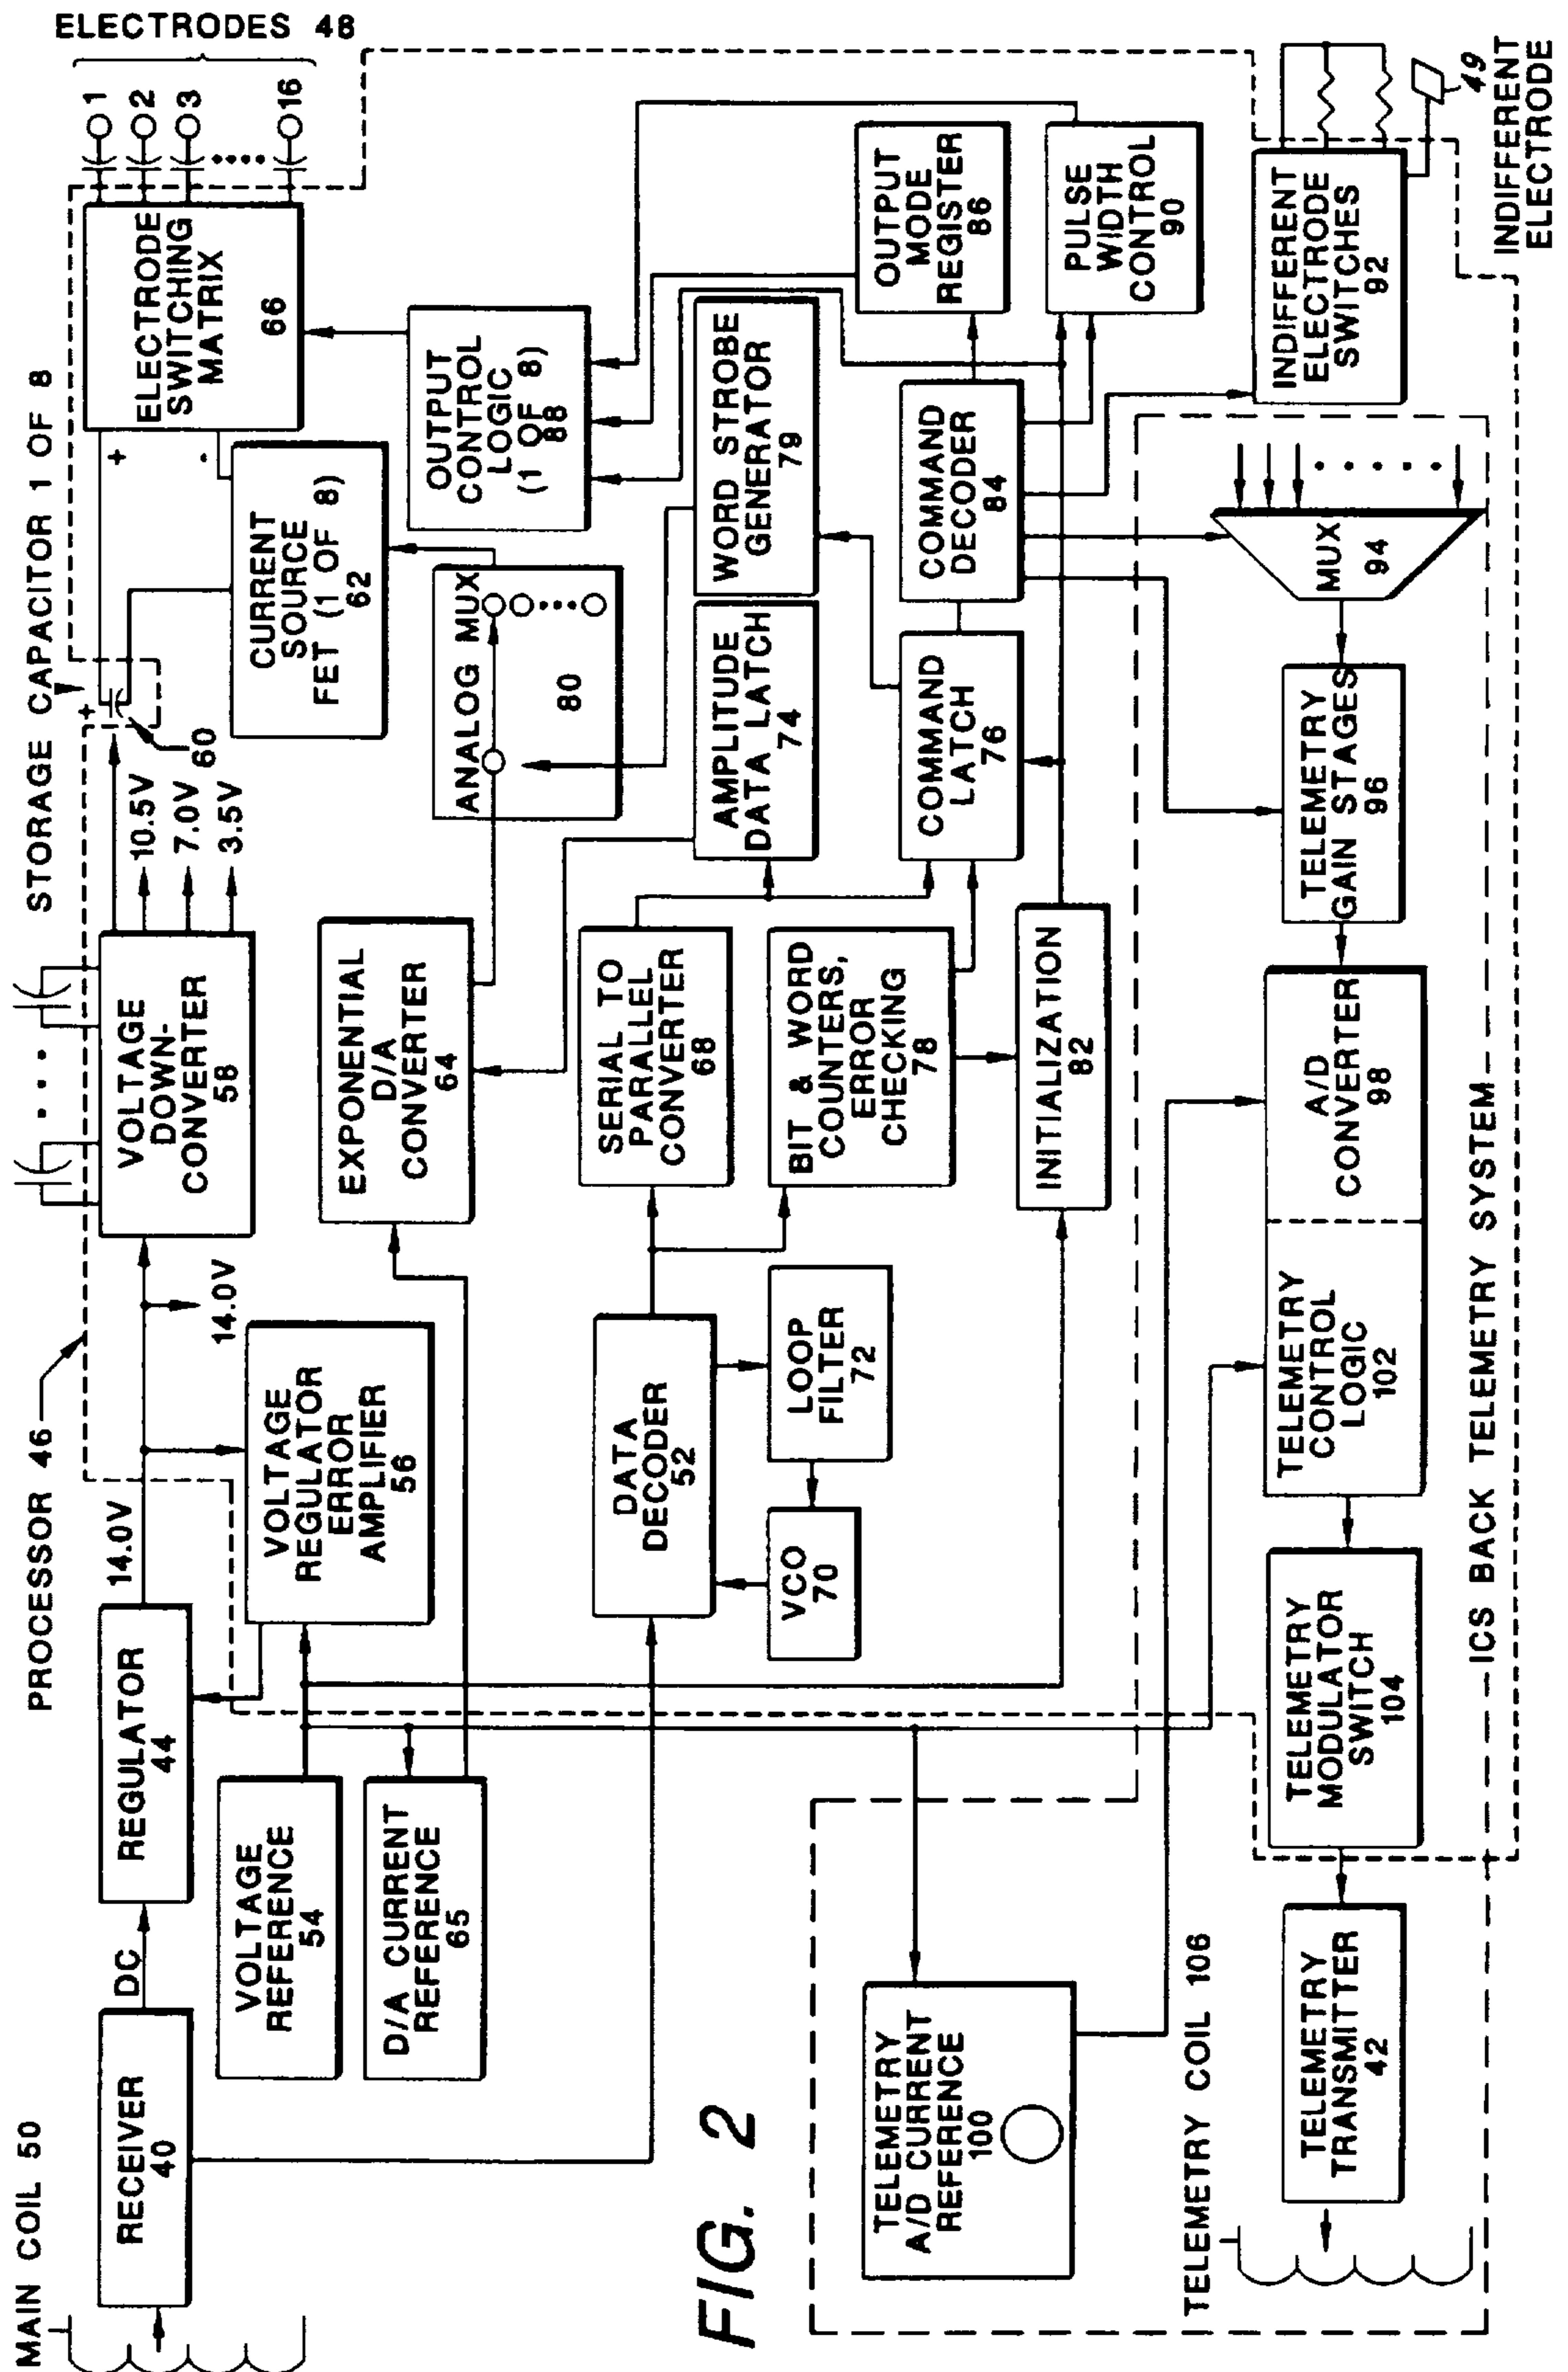 MAIN COIL 50
RECEIVER
40
DC
REGULATOR
44
14.0V
PROCESSOR 46
14.0V
VOLTAGE
DOWN-
CONVERTER
58
10.5V
7.0V
3.5V
STORAGE CAPACITOR 1 OF 8
+
60
+
-
ELECTRODE
SWITCHING
MATRIX
66
ELECTRODES 48
1
2
3
16
VOLTAGE
REFERENCE
54
VOLTAGE
REGULATOR
ERROR
AMPLIFIER
56
D/A CURRENT
REFERENCE
65
EXPONENTIAL
D/A
CONVERTER
64
CURRENT
SOURCE
FET (1 OF 8)
62
ANALOG MUX
80
OUTPUT
CONTROL
LOGIC
(1 OF 8)
88
DATA
DECODER
52
LOOP
FILTER
72
VCO
70
SERIAL TO
PARALLEL
CONVERTER
68
BIT & WORD
COUNTERS,
ERROR
CHECKING
78
INITIALIZATION
82
AMPLITUDE
DATA LATCH
74
WORD STROBE
GENERATOR
79
COMMAND
LATCH
76
COMMAND
DECODER
84
OUTPUT
MODE
REGISTER
86
PULSE
WIDTH
CONTROL
90
INDIFFERENT
ELECTRODE
SWITCHES
92
49
INDIFFERENT
ELECTRODE
FIG. 2
TELEMETRY
A/D CURRENT
REFERENCE
100
TELEMETRY COIL 106
TELEMETRY
TRANSMITTER
42
TELEMETRY
MODULATOR
SWITCH
104
TELEMETRY
CONTROL
LOGIC
102
A/D
CONVERTER
98
TELEMETRY
GAIN STAGES
96
MUX
94
ICS BACK TELEMETRY SYSTEM